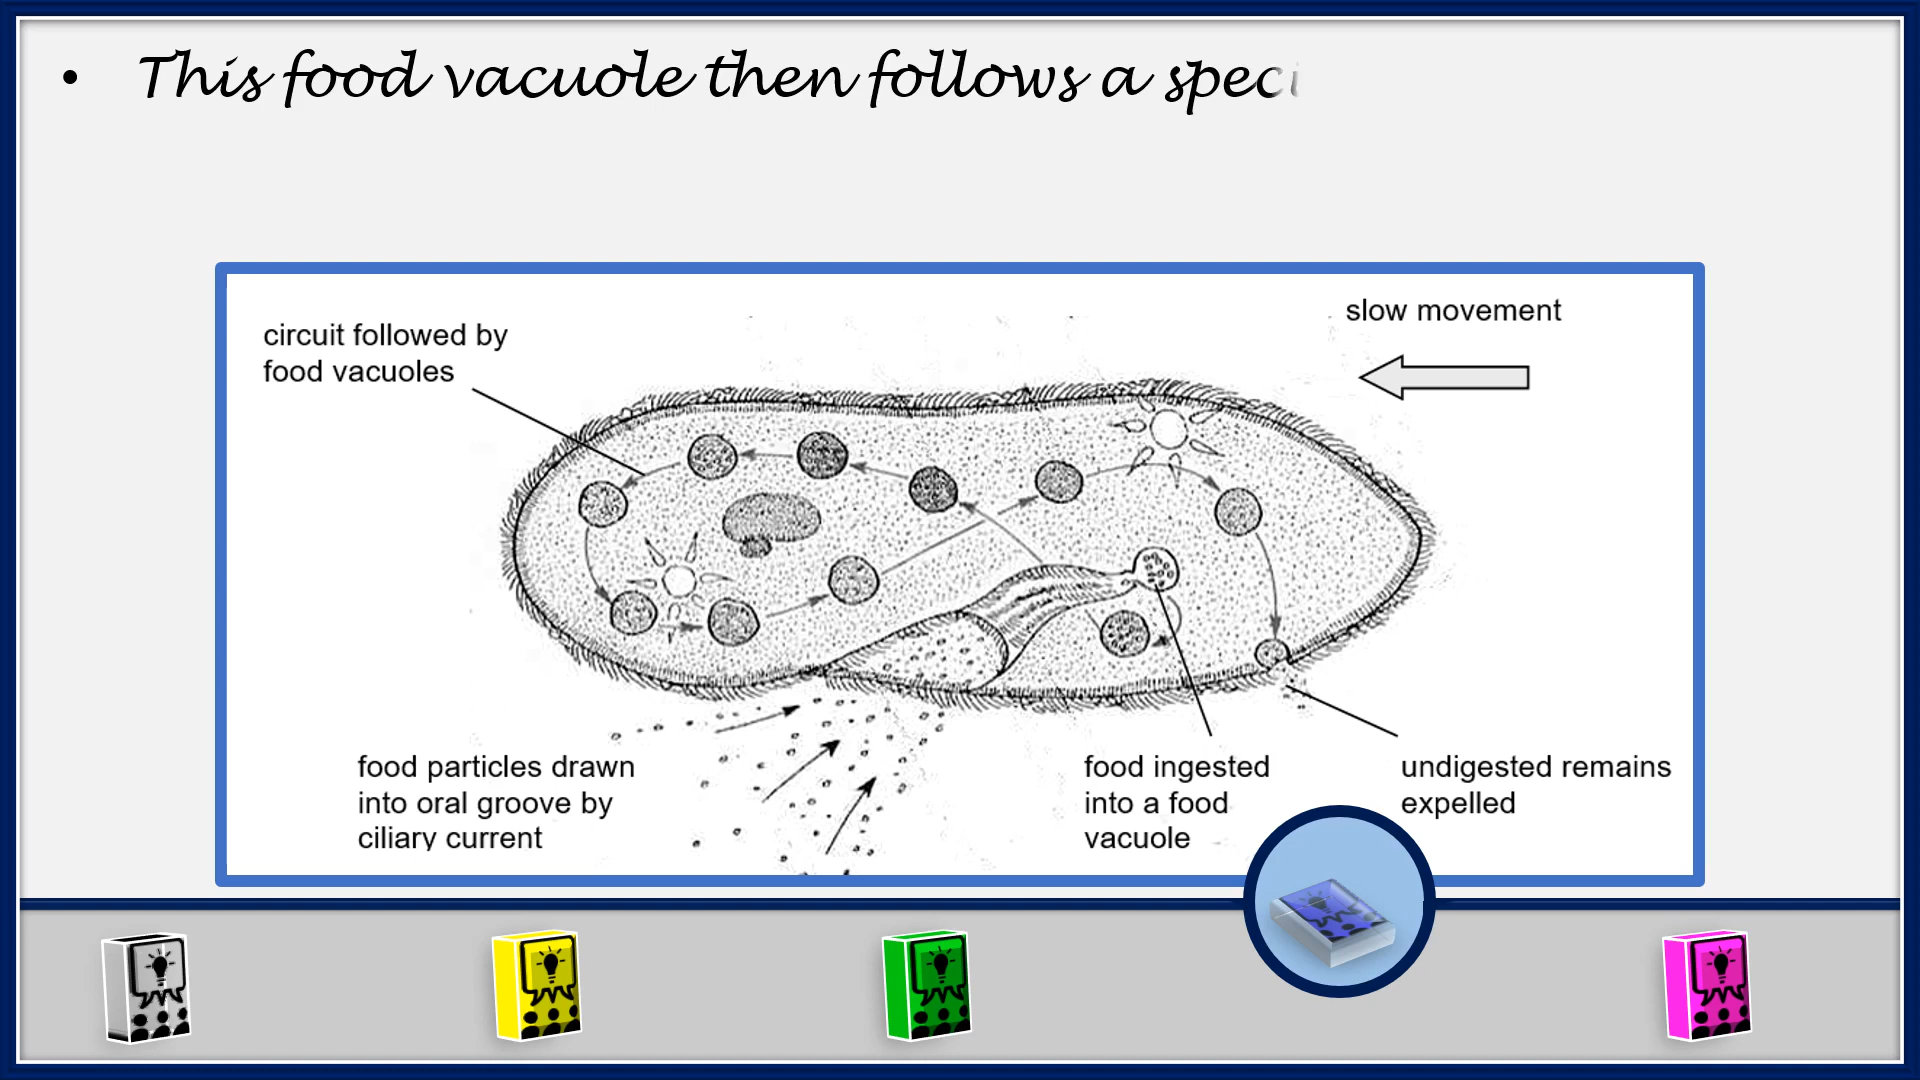 • This food vacuole then follows a speci
slow movement
circuit followed by
food vacuoles
food particles drawn
into oral groove by
ciliary current
food ingested
into a food
vacuole
undigested remains
expelled